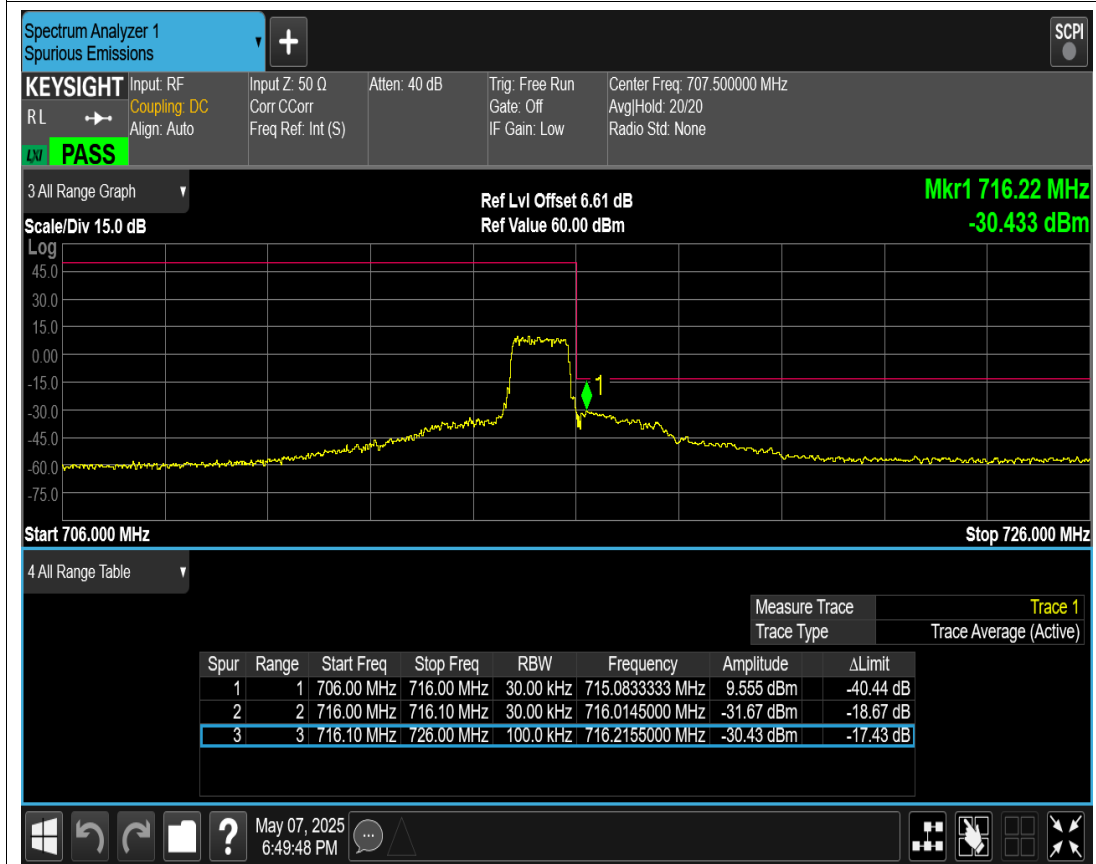 Spectrum Analyzer 1
Spurious Emissions
+
SCPI
KEYSIGHT
RL
LXI
PASS
Input: RF
Coupling: DC
Align: Auto
Input Z: 50 Ω
Corr CCorr
Freq Ref: Int (S)
Atten: 40 dB
Trig: Free Run
Gate: Off
IF Gain: Low
Center Freq: 707.500000 MHz
Avg|Hold: 20/20
Radio Std: None
3 All Range Graph
Scale/Div 15.0 dB
Ref Lvl Offset 6.61 dB
Ref Value 60.00 dBm
Mkr1 716.22 MHz
-30.433 dBm
Log
45.0
30.0
15.0
0.00
-15.0
-30.0
-45.0
-60.0
-75.0
1
Start 706.000 MHz
Stop 726.000 MHz
4 All Range Table
Measure Trace Trace 1
Trace Type Trace Average (Active)
Spur Range Start Freq Stop Freq RBW Frequency Amplitude ΔLimit
1 1 706.00 MHz 716.00 MHz 30.00 kHz 715.0833333 MHz 9.555 dBm -40.44 dB
2 2 716.00 MHz 716.10 MHz 30.00 kHz 716.0145000 MHz -31.67 dBm -18.67 dB
3 3 716.10 MHz 726.00 MHz 100.0 kHz 716.2155000 MHz -30.43 dBm -17.43 dB
?
May 07, 2025
6:49:48 PM